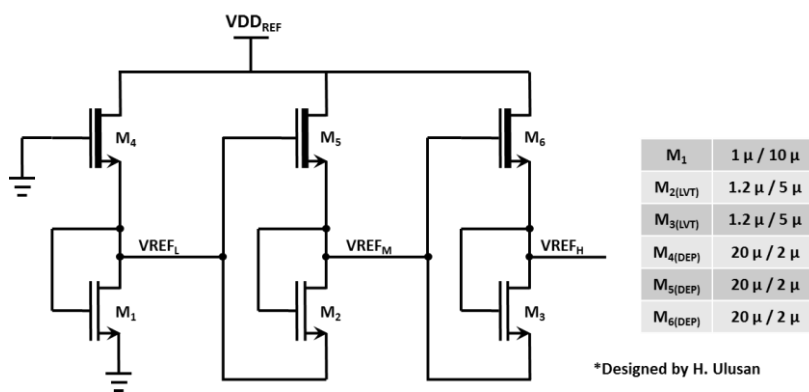 VDD_REF
M₄
M₅
M₆
VREF_L
VREF_M
VREF_H
M₁
M₂
M₃
M₁ 1 µ / 10 µ
M₂(LVT) 1.2 µ / 5 µ
M₃(LVT) 1.2 µ / 5 µ
M₄(DEP) 20 µ / 2 µ
M₅(DEP) 20 µ / 2 µ
M₆(DEP) 20 µ / 2 µ
*Designed by H. Ulusan